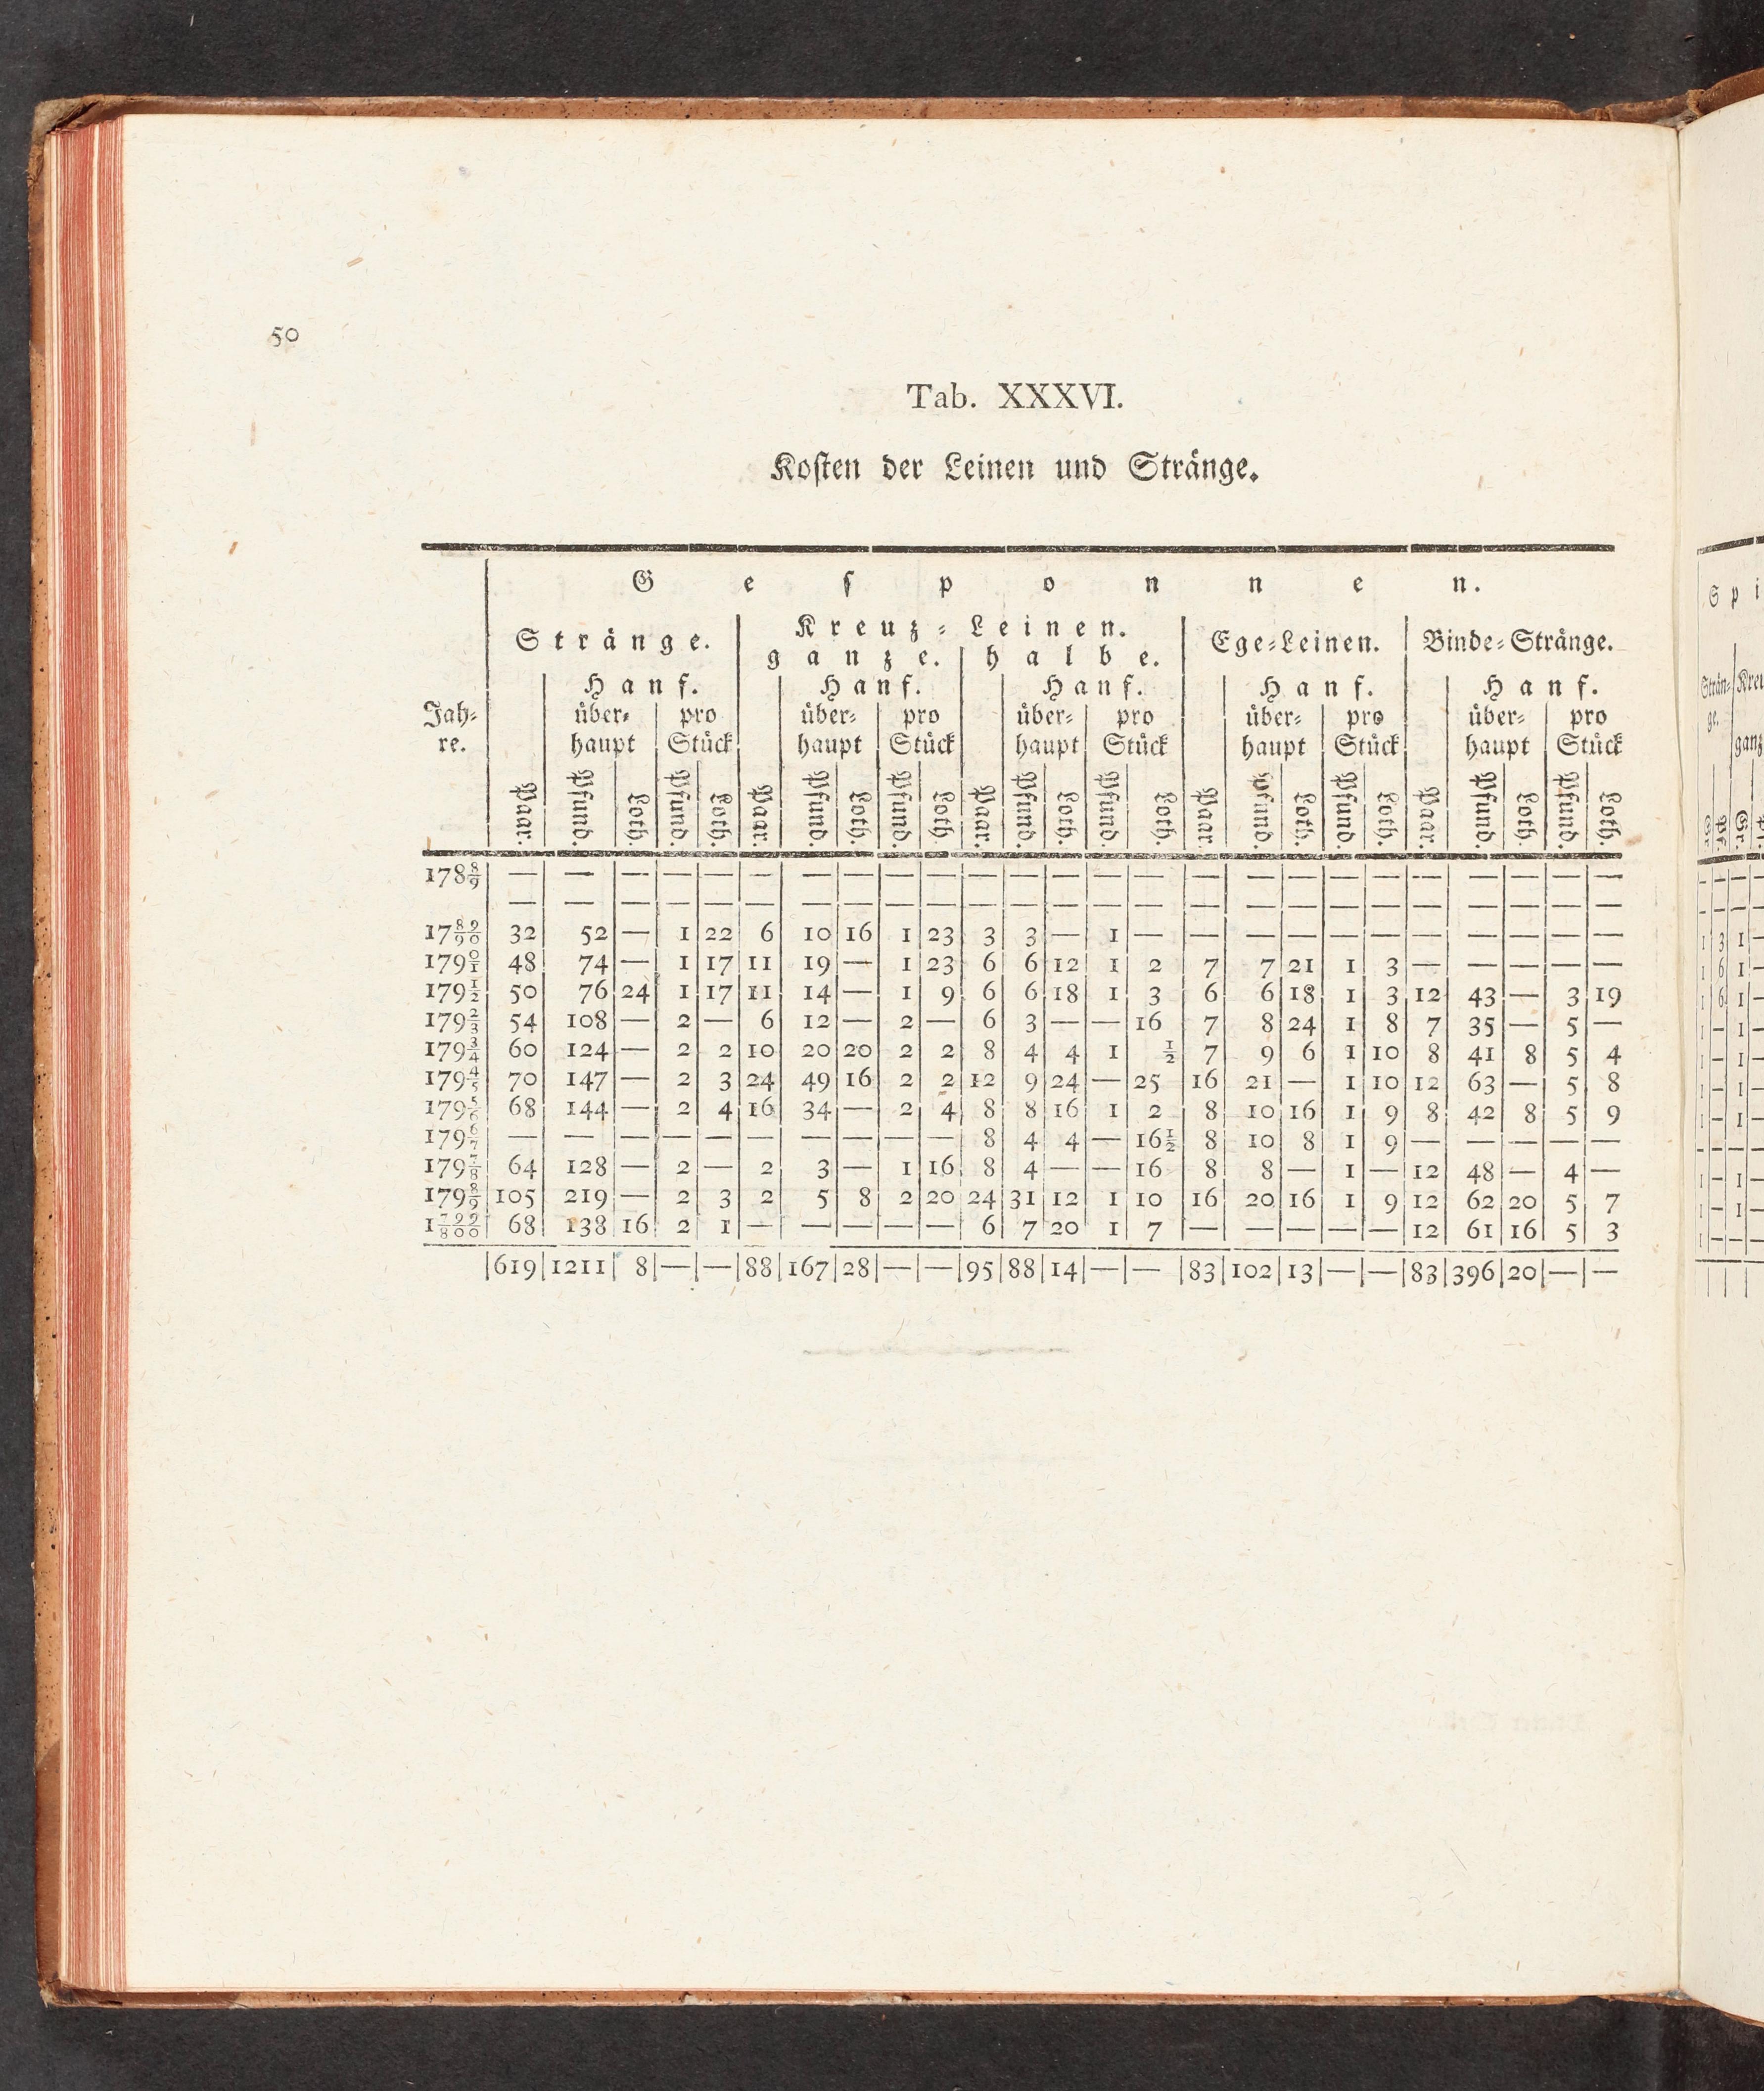 50
Tab. XXXVI.
Kosten der Leinen und Stränge.
Gesponnen.
Stränge. Kreuz-Leinen. Ege-Leinen. Binde-Stränge.
ganze. halbe.
Hanf. Hanf. Hanf. Hanf. Hanf.
Jah- über- pro über- pro über- pro über- pro über- pro
re. haupt Stück haupt Stück haupt Stück haupt Stück haupt Stück
Paar. Pfund. Loth. Pfund. Loth. Paar. Pfund. Loth. Pfund. Loth. Paar. Pfund. Loth. Pfund. Loth. Paar. Pfund. Loth. Pfund. Loth. Paar. Pfund. Loth. Pfund. Loth.
178 8/9 — — — — — — — — — — — — — — — — — — — — — — — — —
— — — — — — — — — — — — — — — — — — — — — — — — —
17 89/90 32 52 — 1 22 6 10 16 1 23 3 3 — 1 — — — — — — — — — — —
179 0/1 48 74 — 1 17 11 19 — 1 23 6 6 12 1 2 7 7 21 1 3 — — — — —
179 1/2 50 76 24 1 17 11 14 — 1 9 6 6 18 1 3 6 6 18 1 3 12 43 — 3 19
179 2/3 54 108 — 2 — 6 12 — 2 — 6 3 — — 16 7 8 24 1 8 7 35 — 5 —
179 3/4 60 124 — 2 2 10 20 20 2 2 8 4 4 1 ½ 7 9 6 1 10 8 41 8 5 4
179 4/5 70 147 — 2 3 24 49 16 2 2 12 9 24 — 25 16 21 — 1 10 12 63 — 5 8
179 5/6 68 144 — 2 4 16 34 — 2 4 8 8 16 1 2 8 10 16 1 9 8 42 8 5 9
179 6/7 — — — — — — — — — — 8 4 4 — 16½ 8 10 8 1 9 — — — — —
179 7/8 64 128 — 2 — 2 3 — 1 16 8 4 — — 16 8 8 — 1 — 12 48 — 4 —
179 8/9 105 219 — 2 3 2 5 8 2 20 24 31 12 1 10 16 20 16 1 9 12 62 20 5 7
1 799/800 68 138 16 2 1 — — — — — 6 7 20 1 7 — — — — — 12 61 16 5 3
619 1211 8 — — 88 167 28 — — 95 88 14 — — 83 102 13 — — 83 396 20 — —